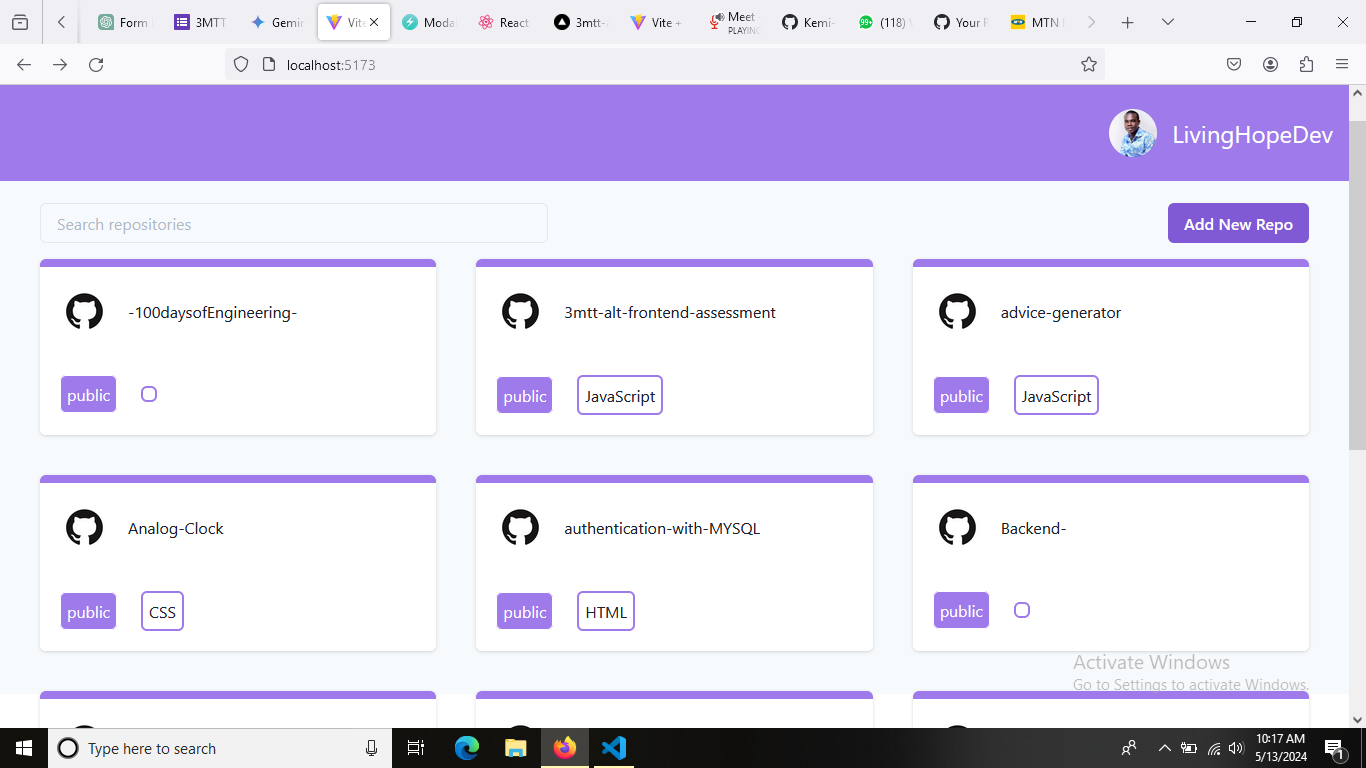 Form
3MTT
Gemin
Vite
Moda
React
3mtt-
Vite +
Meet
PLAYING
Kemi-
99+
(118)
Your R
MTN
localhost:5173
LivingHopeDev
Search repositories
Add New Repo
-100daysofEngineering-
3mtt-alt-frontend-assessment
advice-generator
public
public
JavaScript
public
JavaScript
Analog-Clock
authentication-with-MYSQL
Backend-
public
CSS
public
HTML
public
Activate Windows
Go to Settings to activate Windows.
Type here to search
10:17 AM
5/13/2024
1